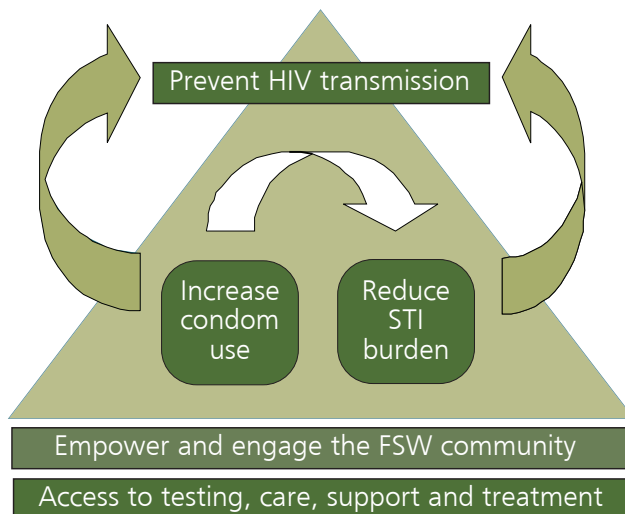 Prevent HIV transmission
Increase
condom
use
Reduce
STI
burden
Empower and engage the FSW community
Access to testing, care, support and treatment